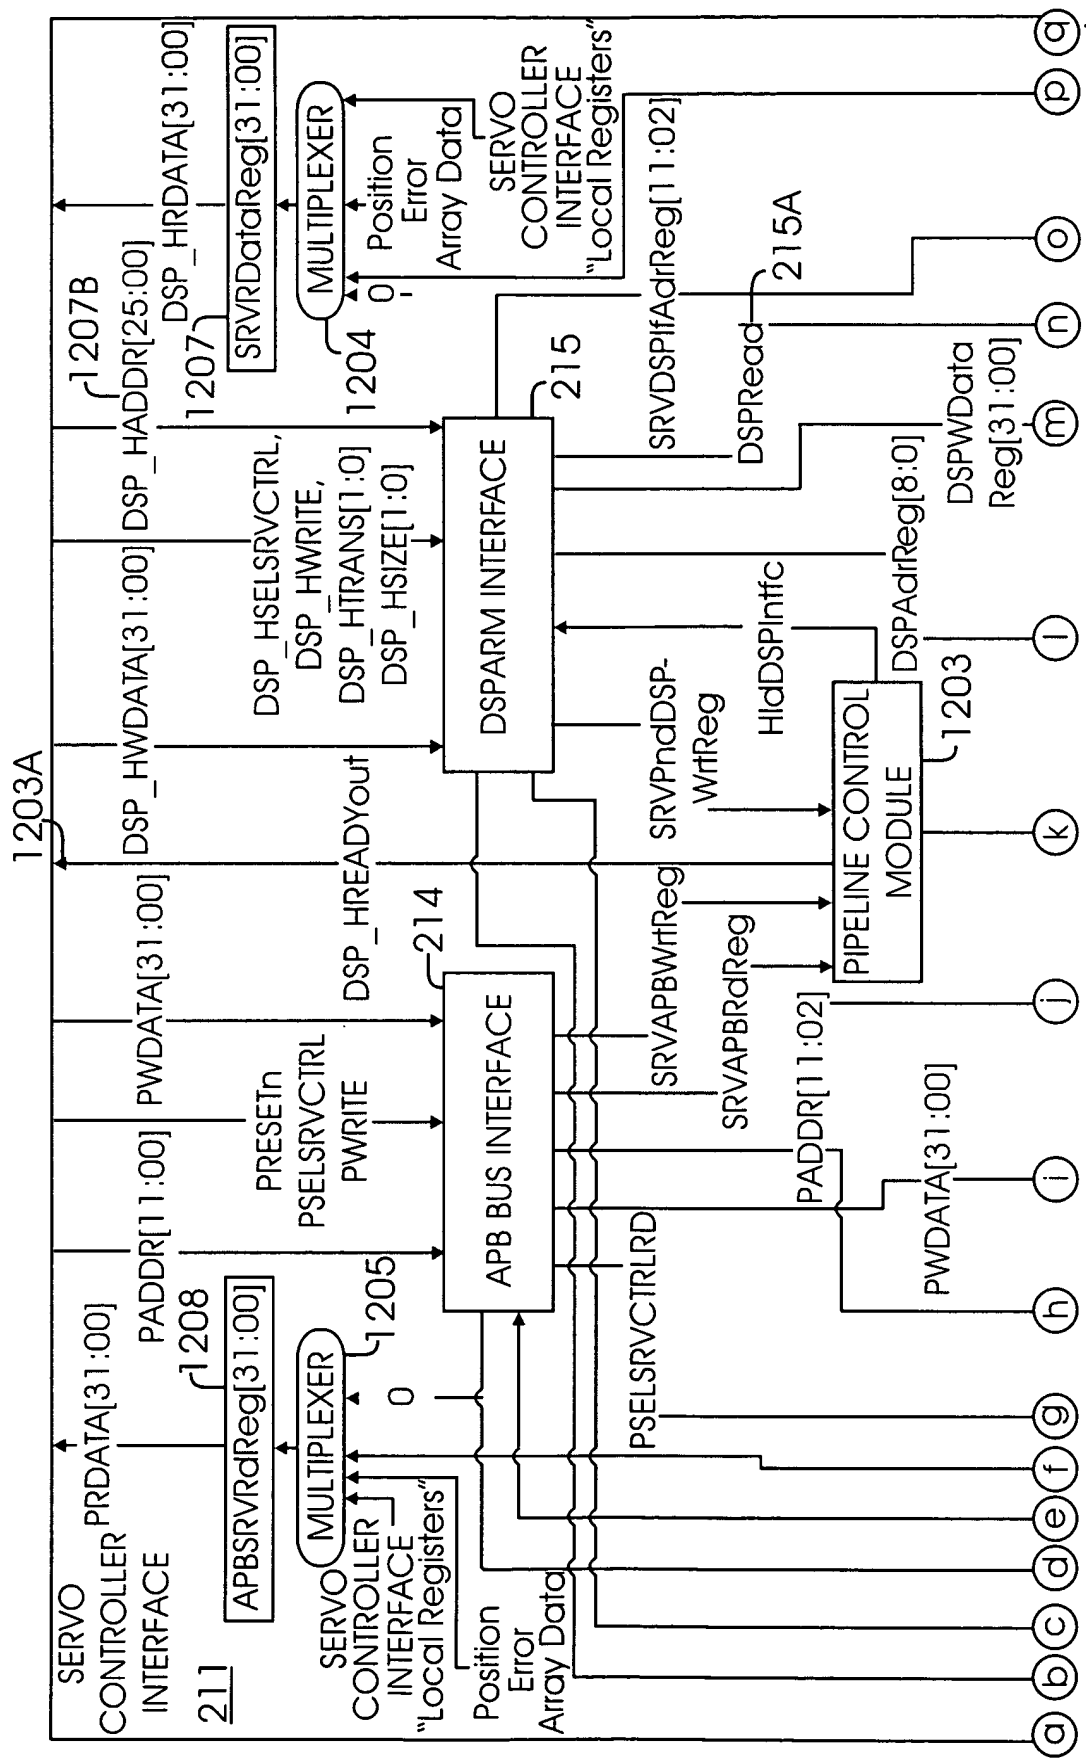 SERVO
CONTROLLER
INTERFACE
211
PRDATA[31:00]
1208
APBSRVRdReg[31:00]
MULTIPLEXER
1205
0
SERVO
CONTROLLER
INTERFACE
"Local Registers"
Position
Error
Array Data
PADDR[11:00]
PRESETn
PSELSRVCTRL
PWRITE
PWDATA[31:00]
APB BUS INTERFACE
214
1203A
DSP_HREADYout
DSP_HWDATA[31:00]
DSP_HSELSRVCTRL,
DSP_HWRITE,
DSP_HTRANS[1:0]
DSP_HSIZE[1:0]
1207B
DSP_HADDR[25:00]
DSPARM INTERFACE
215
DSP_HRDATA[31:00]
1207
SRVRDataReg[31:00]
MULTIPLEXER
1204
0
Position
Error
Array Data
SERVO
CONTROLLER
INTERFACE
"Local Registers"
PSELSRVCTRLRD
PWDATA[31:00]
PADDR[11:02]
SRVAPBRdReg
SRVAPBWrtReg
SRVPndDSP-
WrtReg
HldDSPIntfc
PIPELINE CONTROL
MODULE
1203
DSPAdrReg[8:0]
DSPWData
Reg[31:00]
DSPRead
215A
SRVDSPIfAdrReg[11:02]
a
b
c
d
e
f
g
h
i
j
k
l
m
n
o
p
q